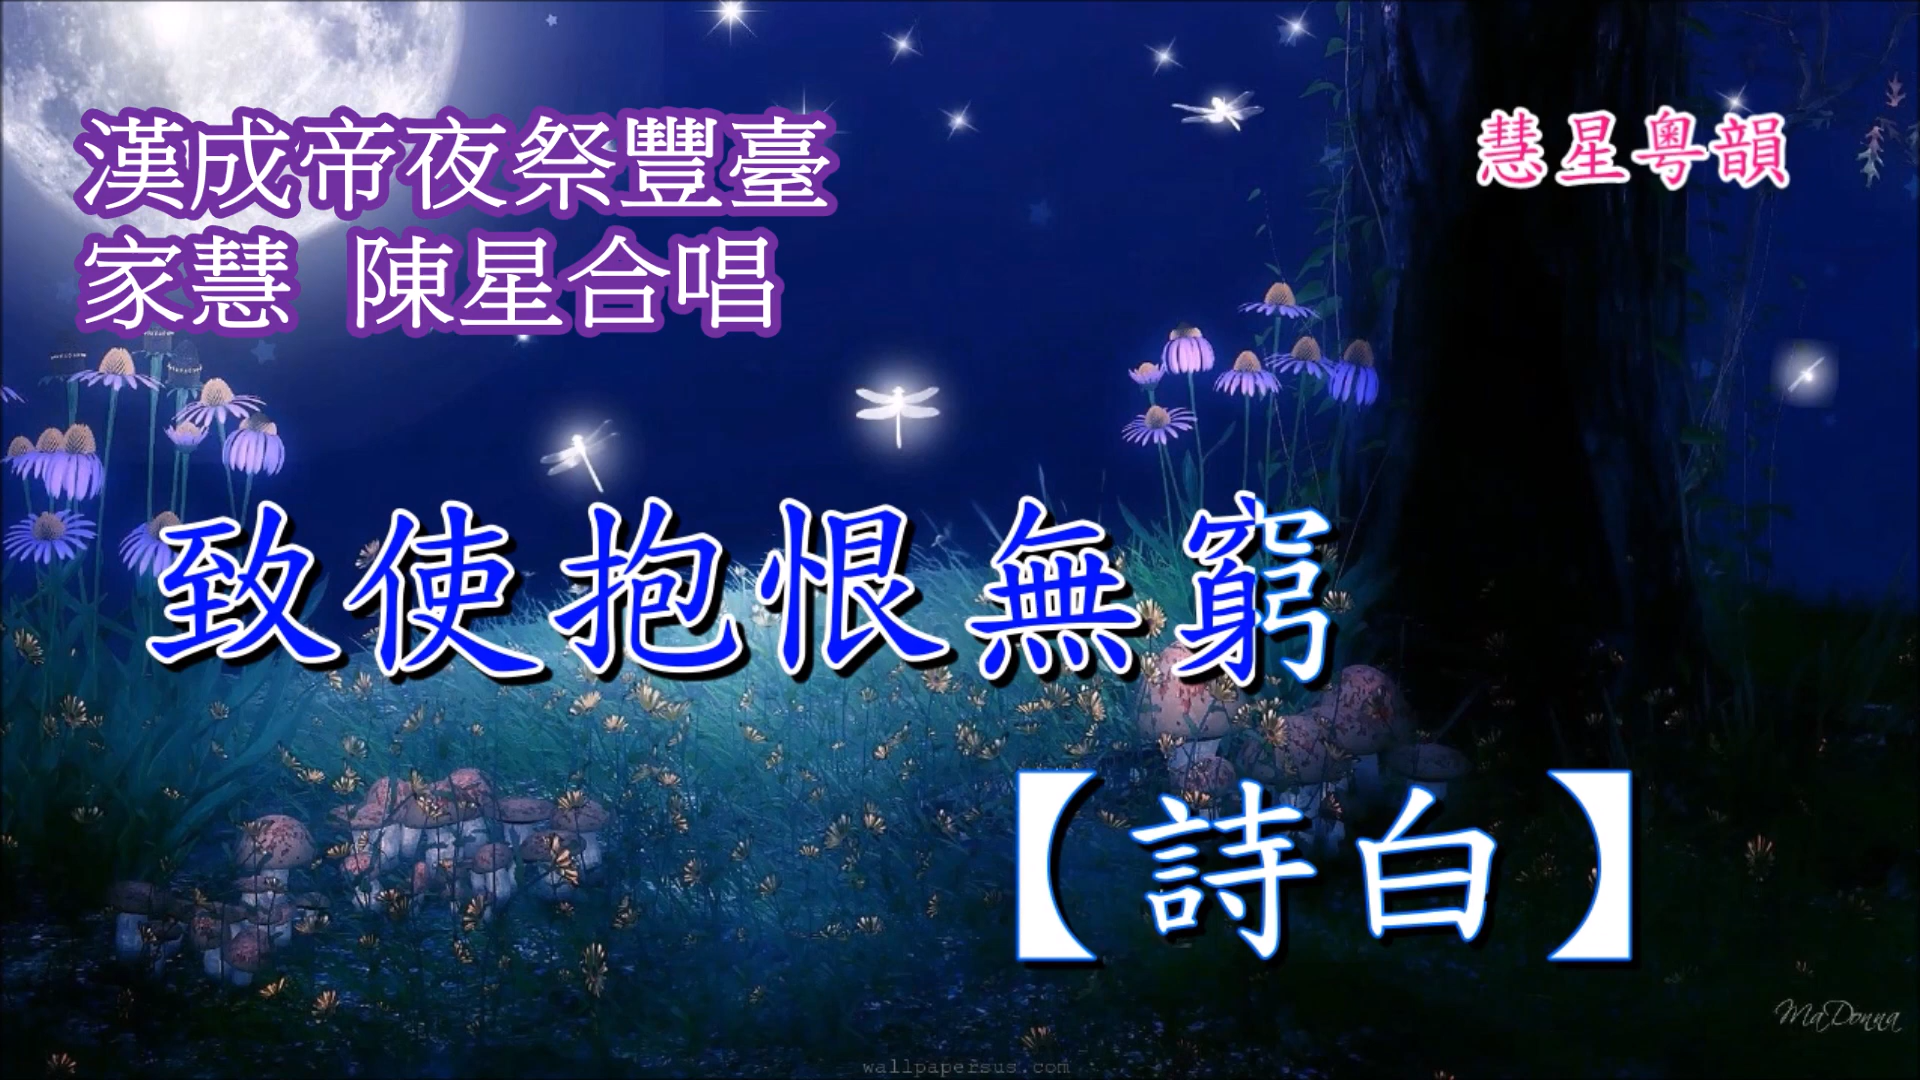 漢成帝夜祭豐臺
家慧 陳星合唱
慧星粵韻
致使抱恨無窮
【詩白】
MaDonna
wallpapersus.com